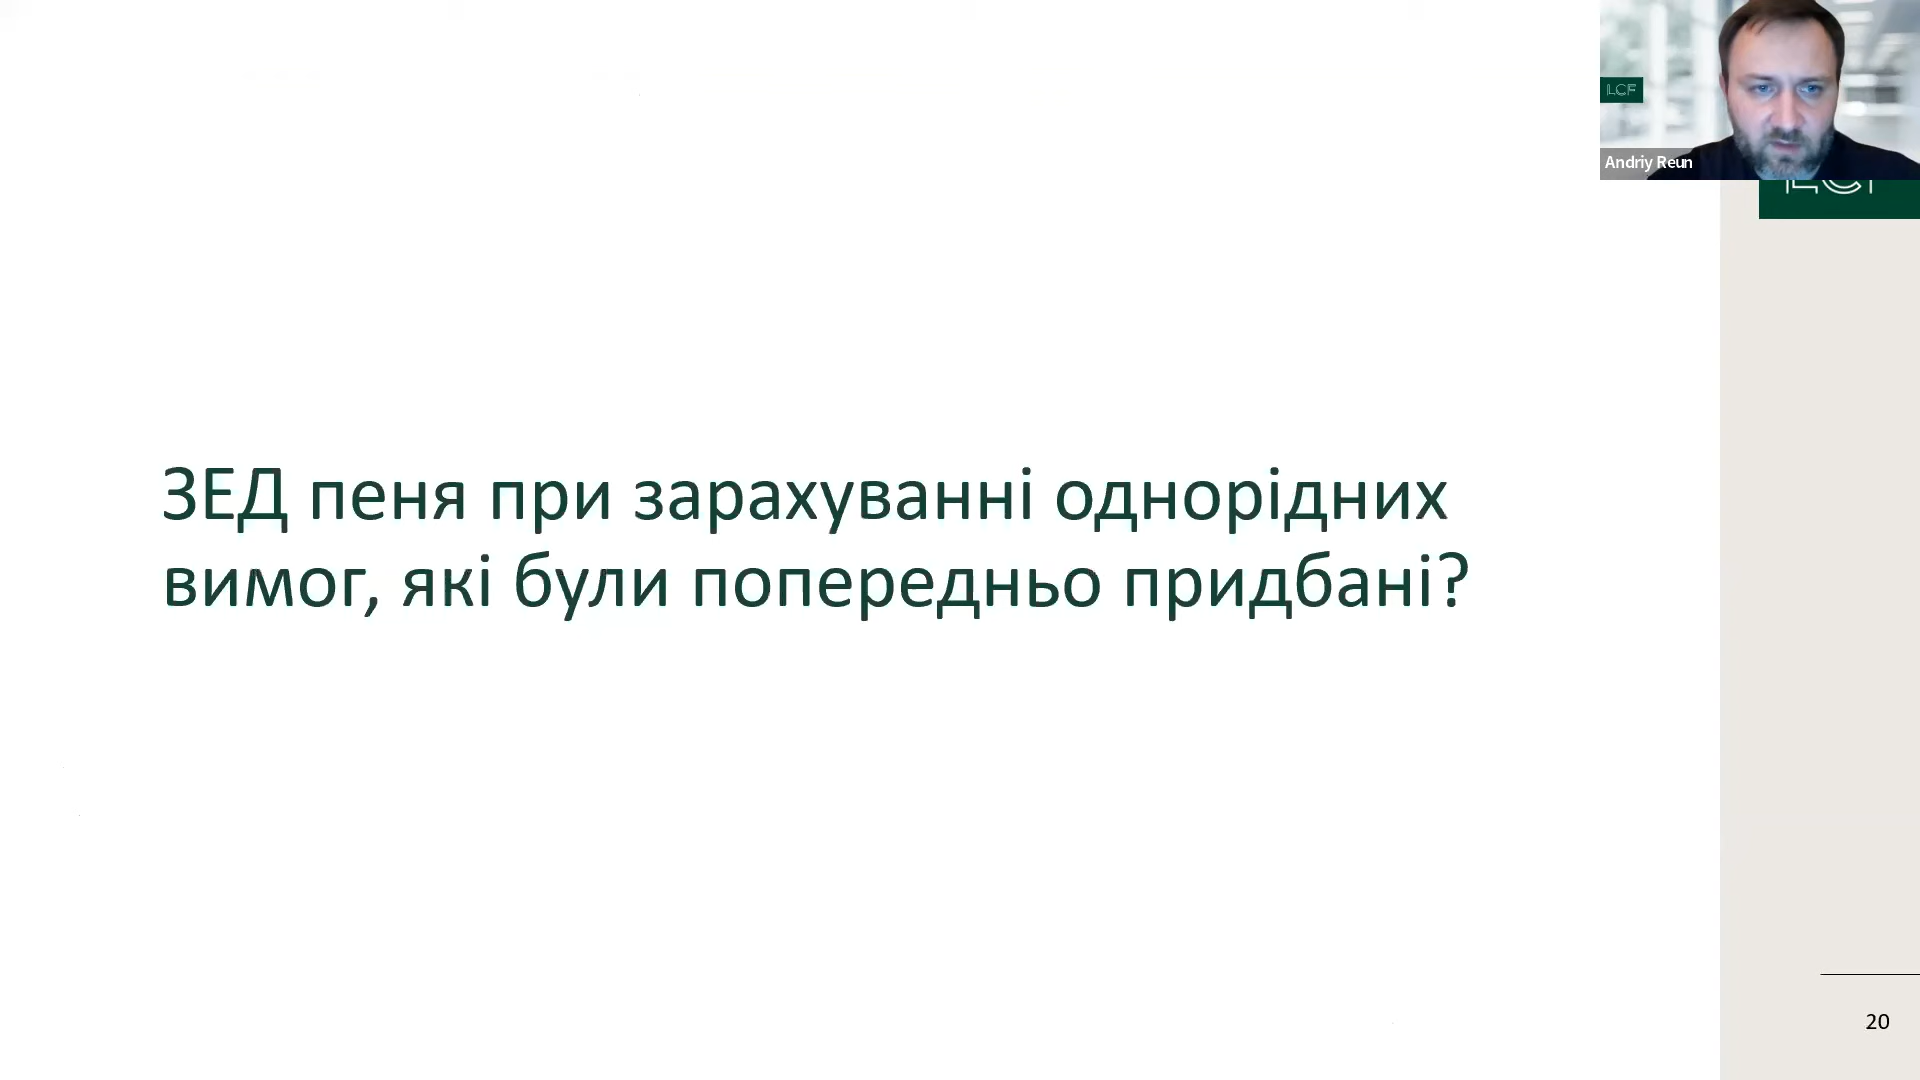 LCF
Andriy Reun
ЗЕД пеня при зарахуванні однорідних
вимог, які були попередньо придбані?
20